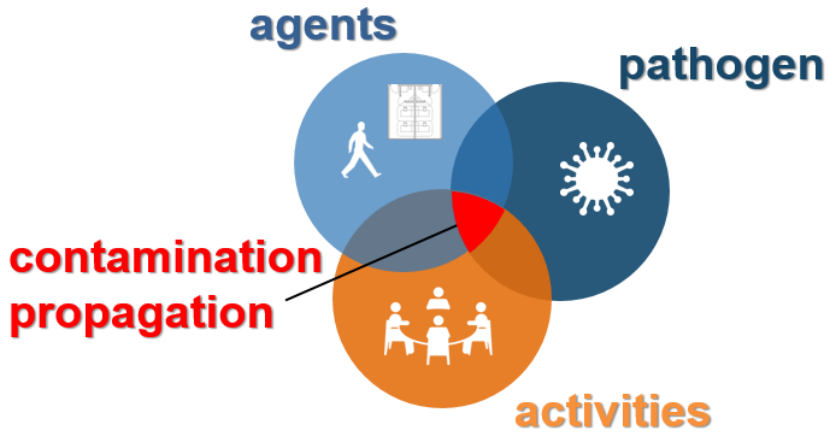 agents
pathogen
contamination
propagation
activities